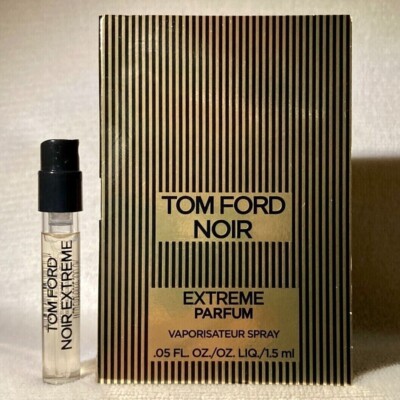 TOM FORD
NOIR
EXTREME
PARFUM
VAPORISATEUR SPRAY
.05 FL. OZ./OZ. LIQ./1.5 ml
TOM FORD
NOIR EXTREME